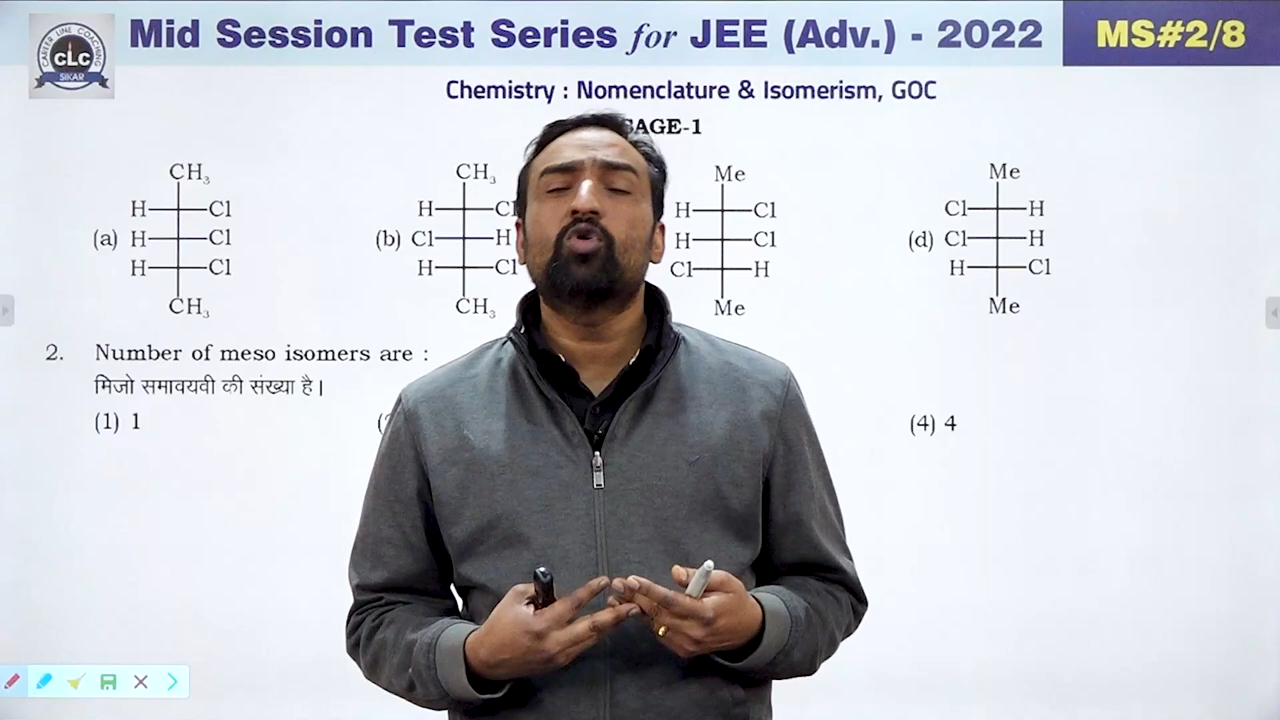 CAREER LINE COACHING
CLC
SIKAR
Mid Session Test Series for JEE (Adv.) - 2022
MS#2/8
Chemistry : Nomenclature & Isomerism, GOC
SAGE-1
CH₃ CH₃ Me Me
H Cl H Cl H Cl Cl H
(a) H Cl (b) Cl H H Cl (d) Cl H
H Cl H Cl Cl H H Cl
CH₃ CH₃ Me Me
2. Number of meso isomers are :
मिजो समावयवी की संख्या है।
(1) 1 (4) 4